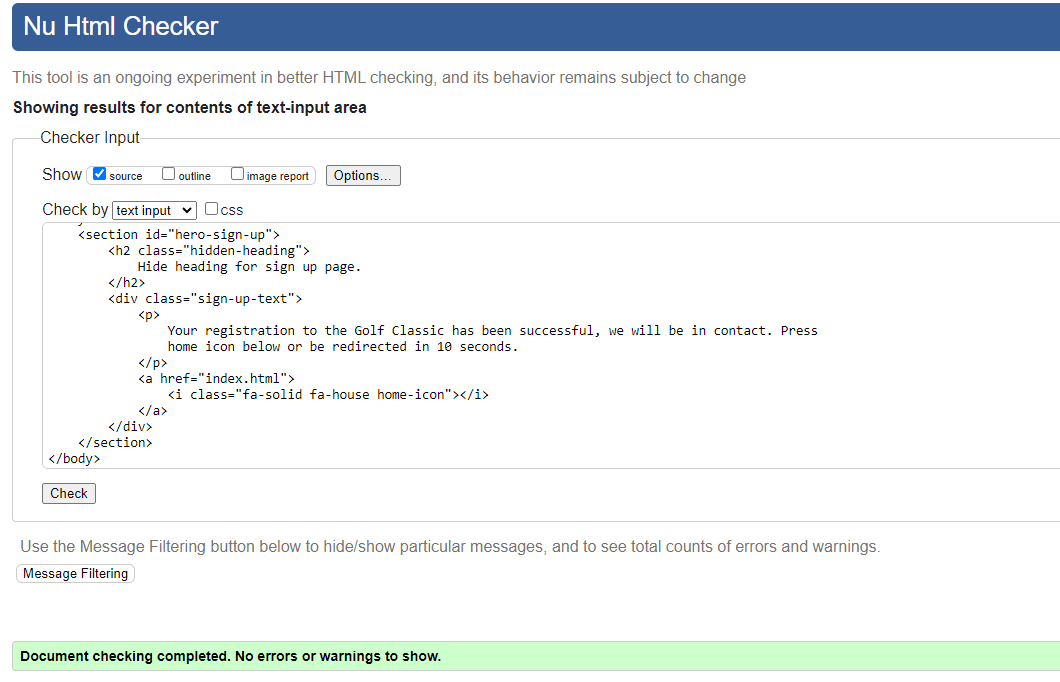 Nu Html Checker
This tool is an ongoing experiment in better HTML checking, and its behavior remains subject to change
Showing results for contents of text-input area
Checker Input
Show source outline image report Options...
Check by text input css
<section id="hero-sign-up">
<h2 class="hidden-heading">
Hide heading for sign up page.
</h2>
<div class="sign-up-text">
<p>
Your registration to the Golf Classic has been successful, we will be in contact. Press
home icon below or be redirected in 10 seconds.
</p>
<a href="index.html">
<i class="fa-solid fa-house home-icon"></i>
</a>
</div>
</section>
</body>
Check
Use the Message Filtering button below to hide/show particular messages, and to see total counts of errors and warnings.
Message Filtering
Document checking completed. No errors or warnings to show.